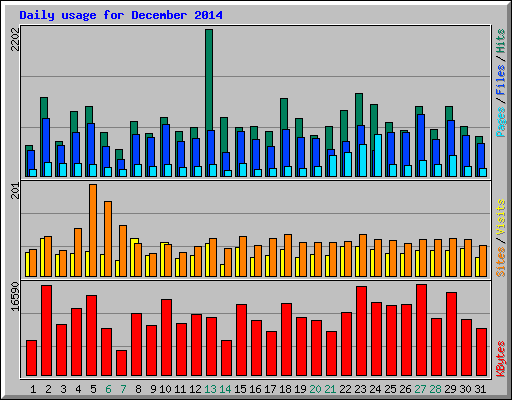 Daily usage for December 2014
2202
Pages / Files / Hits
201
Sites / Visits
16590
KBytes
1 2 3 4 5 6 7 8 9 10 11 12 13 14 15 16 17 18 19 20 21 22 23 24 25 26 27 28 29 30 31